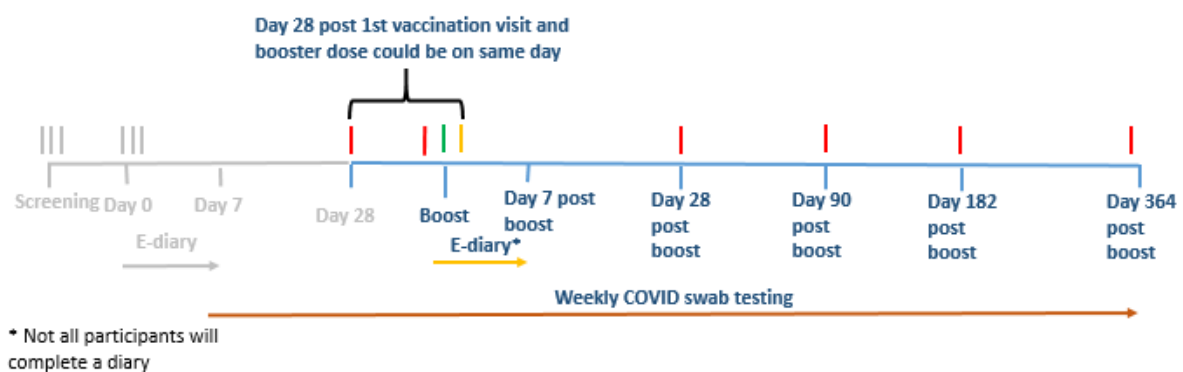 Day 28 post 1st vaccination visit and
booster dose could be on same day
Screening
Day 0
Day 7
Day 28
Boost
Day 7 post
boost
Day 28
post
boost
Day 90
post
boost
Day 182
post
boost
Day 364
post
boost
E-diary
E-diary*
Weekly COVID swab testing
* Not all participants will
complete a diary